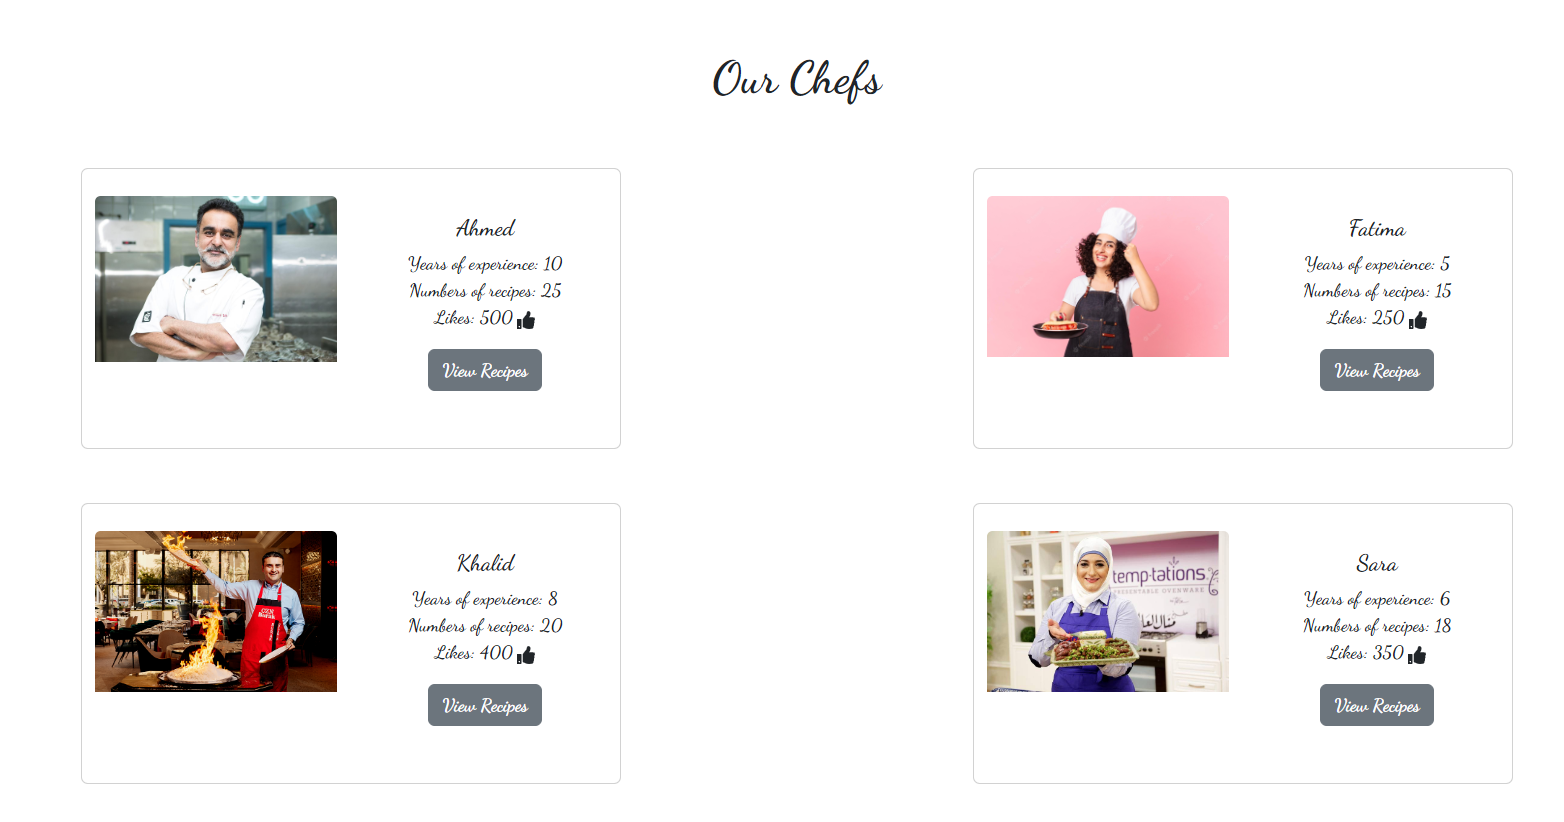 Our Chefs
Ahmed
Years of experience: 10
Numbers of recipes: 25
Likes: 500
View Recipes
Fatima
Years of experience: 5
Numbers of recipes: 15
Likes: 250
View Recipes
Khalid
Years of experience: 8
Numbers of recipes: 20
Likes: 400
View Recipes
temp-tations.
PRESENTABLE OVENWARE
Sara
Years of experience: 6
Numbers of recipes: 18
Likes: 350
View Recipes